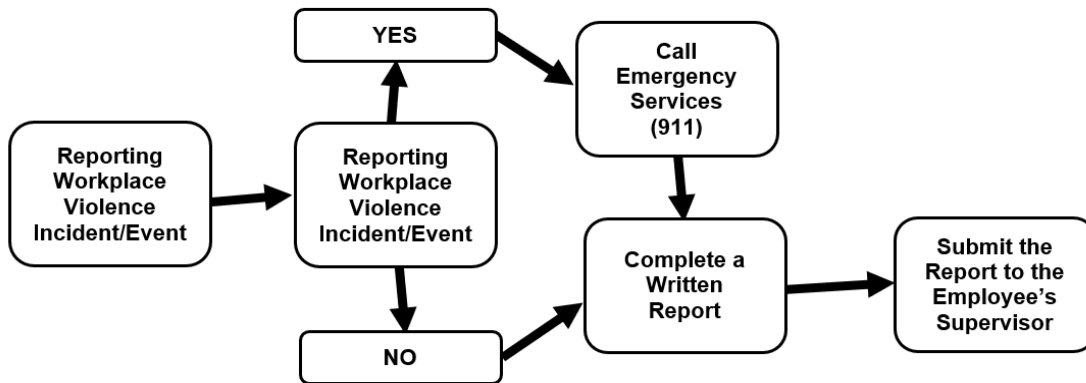 Reporting
Workplace
Violence
Incident/Event
Reporting
Workplace
Violence
Incident/Event
YES
NO
Call
Emergency
Services
(911)
Complete a
Written
Report
Submit the
Report to the
Employee’s
Supervisor